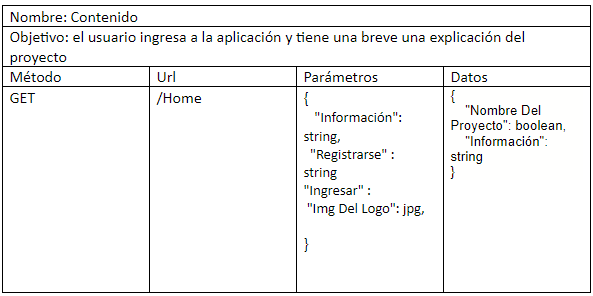 Nombre: Contenido
Objetivo: el usuario ingresa a la aplicación y tiene una breve una explicación del
proyecto
Método
Url
Parámetros
Datos
GET
/Home
{
"Información":
string,
"Registrarse" :
string
"Ingresar" :
"Img Del Logo": jpg,
}
{
"Nombre Del
Proyecto": boolean,
"Información":
string
}